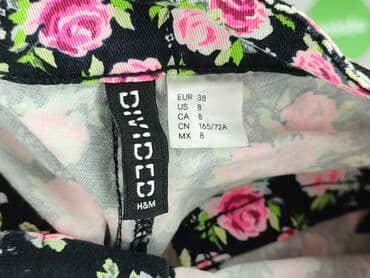 DIVIDED
H&M
EUR 38
US 8
CA 8
CN 165/72A
MX 8